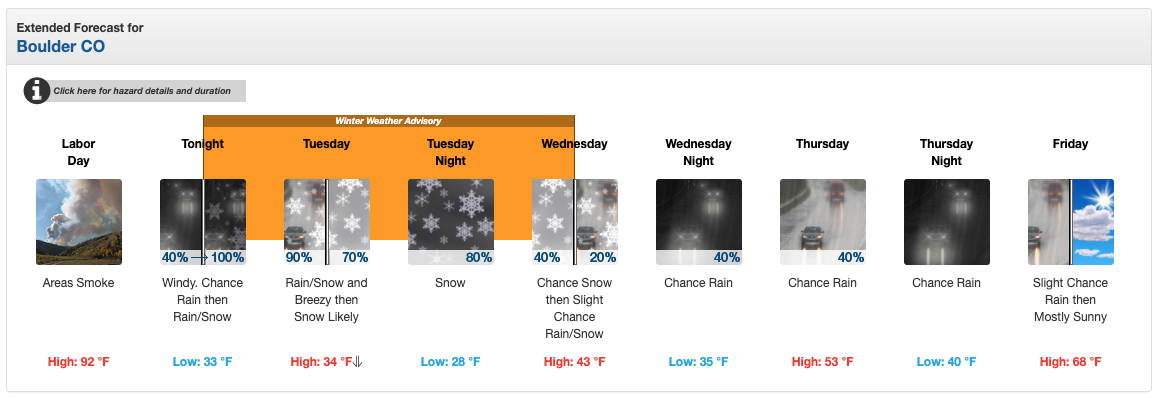 Extended Forecast for
Boulder CO
Click here for hazard details and duration
Winter Weather Advisory
Labor
Day
Tonight
Tuesday
Tuesday
Night
Wednesday
Wednesday
Night
Thursday
Thursday
Night
Friday
40% → 100%
90% 70%
80%
40% 20%
40%
40%
Areas Smoke
Windy. Chance
Rain then
Rain/Snow
Rain/Snow and
Breezy then
Snow Likely
Snow
Chance Snow
then Slight
Chance
Rain/Snow
Chance Rain
Chance Rain
Chance Rain
Slight Chance
Rain then
Mostly Sunny
High: 92 °F
Low: 33 °F
High: 34 °F⇓
Low: 28 °F
High: 43 °F
Low: 35 °F
High: 53 °F
Low: 40 °F
High: 68 °F